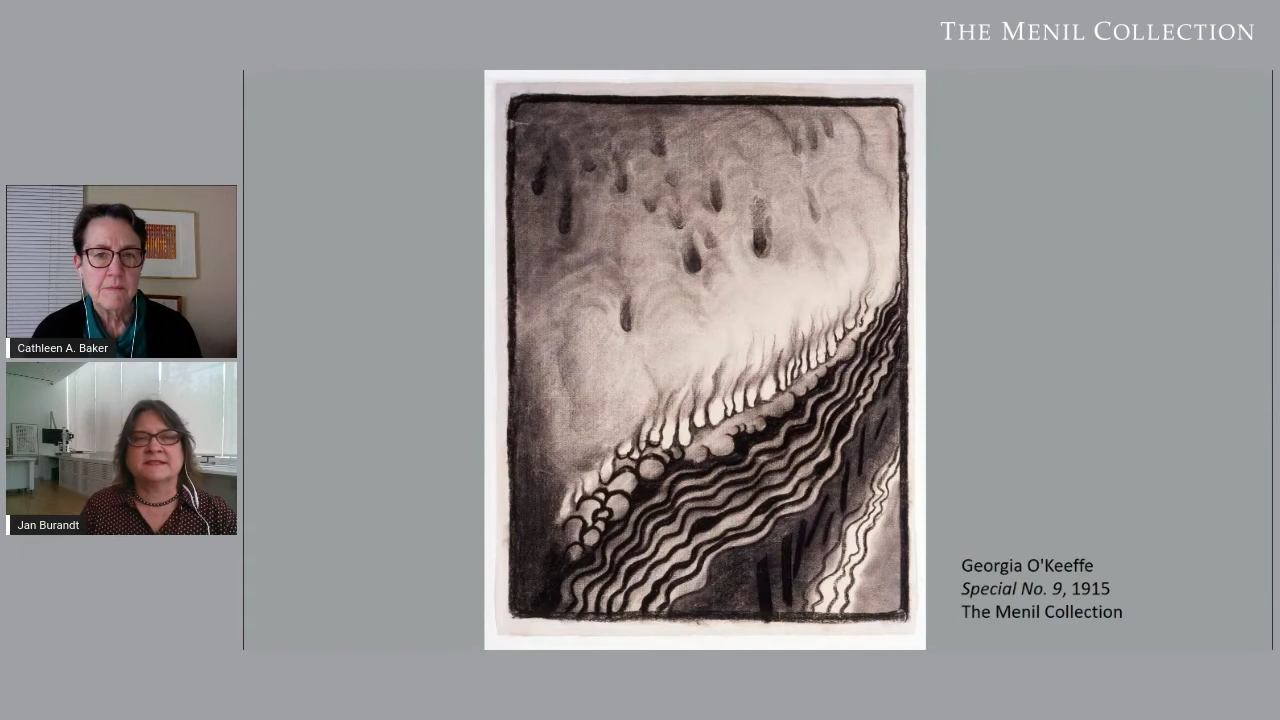 THE MENIL COLLECTION
Cathleen A. Baker
Jan Burandt
Georgia O'Keeffe
Special No. 9, 1915
The Menil Collection